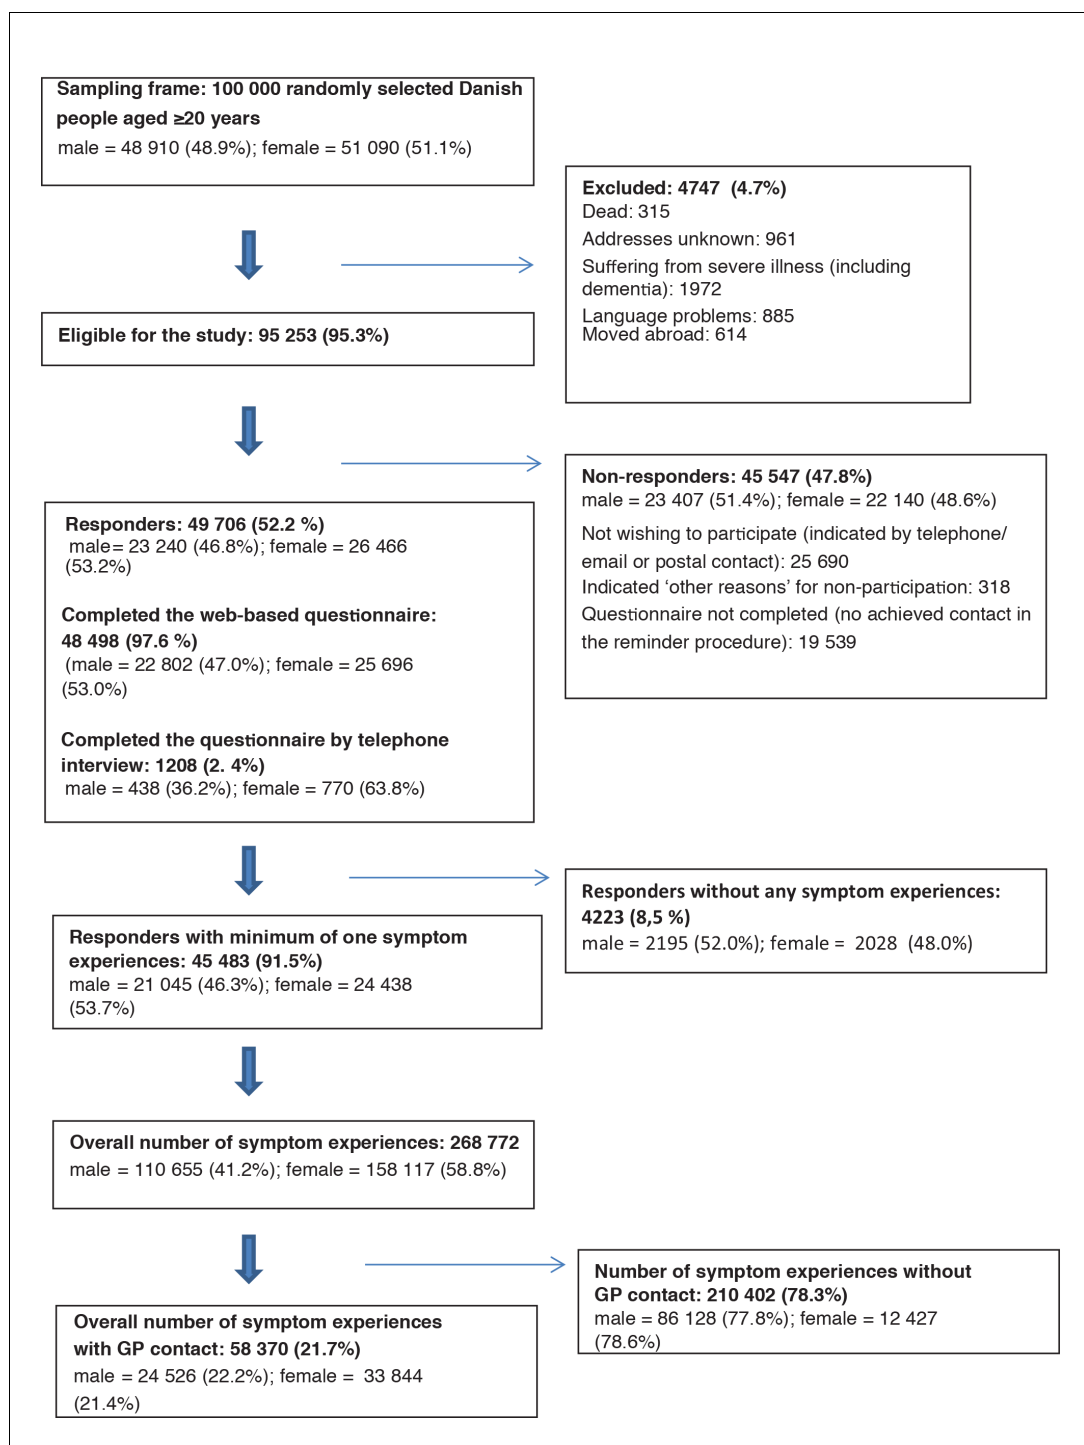 Sampling frame: 100 000 randomly selected Danish
people aged ≥20 years
male = 48 910 (48.9%); female = 51 090 (51.1%)
Excluded: 4747 (4.7%)
Dead: 315
Addresses unknown: 961
Suffering from severe illness (including
dementia): 1972
Language problems: 885
Moved abroad: 614
Eligible for the study: 95 253 (95.3%)
Non-responders: 45 547 (47.8%)
male = 23 407 (51.4%); female = 22 140 (48.6%)
Not wishing to participate (indicated by telephone/
email or postal contact): 25 690
Indicated ‘other reasons’ for non-participation: 318
Questionnaire not completed (no achieved contact in
the reminder procedure): 19 539
Responders: 49 706 (52.2 %)
male= 23 240 (46.8%); female = 26 466
(53.2%)
Completed the web-based questionnaire:
48 498 (97.6 %)
(male = 22 802 (47.0%); female = 25 696
(53.0%)
Completed the questionnaire by telephone
interview: 1208 (2. 4%)
male = 438 (36.2%); female = 770 (63.8%)
Responders without any symptom experiences:
4223 (8,5 %)
male = 2195 (52.0%); female = 2028 (48.0%)
Responders with minimum of one symptom
experiences: 45 483 (91.5%)
male = 21 045 (46.3%); female = 24 438
(53.7%)
Overall number of symptom experiences: 268 772
male = 110 655 (41.2%); female = 158 117 (58.8%)
Number of symptom experiences without
GP contact: 210 402 (78.3%)
male = 86 128 (77.8%); female = 12 427
(78.6%)
Overall number of symptom experiences
with GP contact: 58 370 (21.7%)
male = 24 526 (22.2%); female = 33 844
(21.4%)